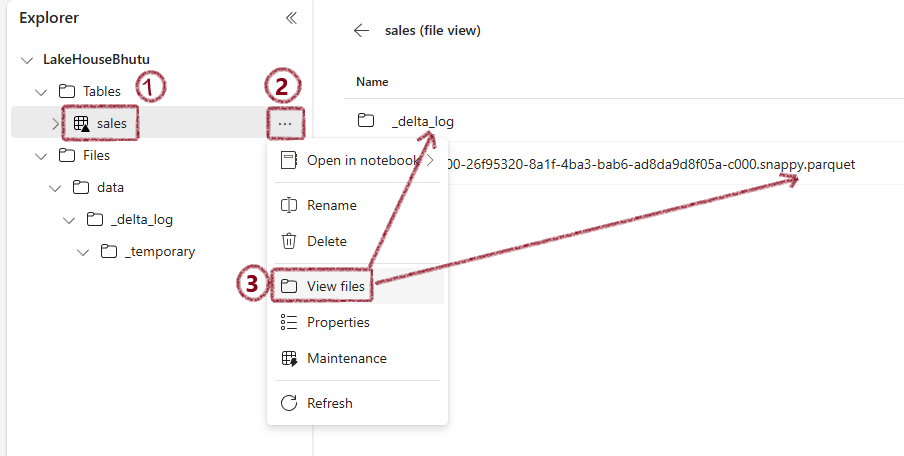 Explorer
sales (file view)
LakeHouseBhutu
Name
Tables
1
2
sales
...
_delta_log
Files
Open in notebook
00-26f95320-8a1f-4ba3-bab6-ad8da9d8f05a-c000.snappy.parquet
data
Rename
_delta_log
Delete
_temporary
3
View files
Properties
Maintenance
Refresh